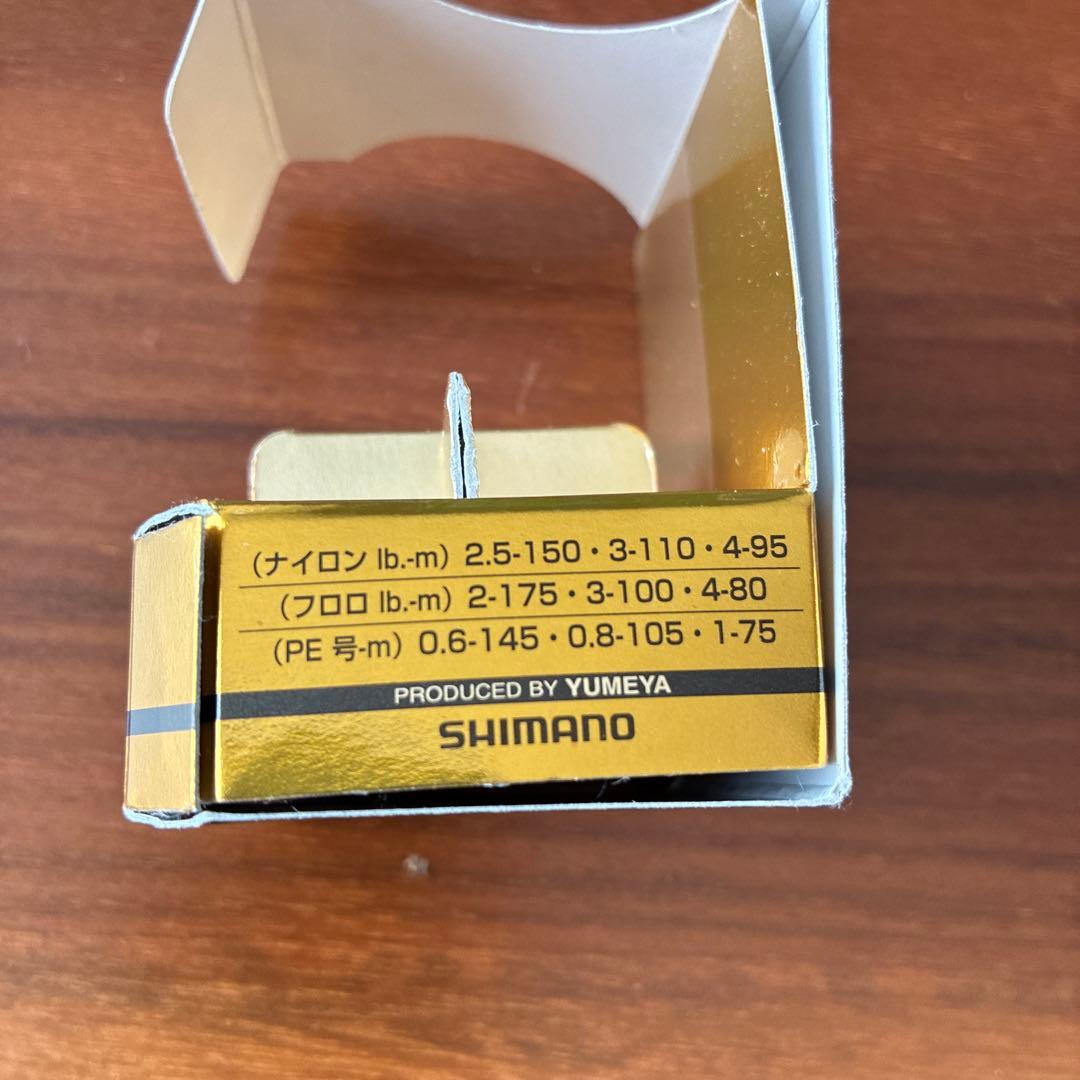 (ナイロン lb.-m) 2.5-150・3-110・4-95
(フロロ lb.-m) 2-175・3-100・4-80
(PE 号-m) 0.6-145・0.8-105・1-75
PRODUCED BY YUMEYA
SHIMANO